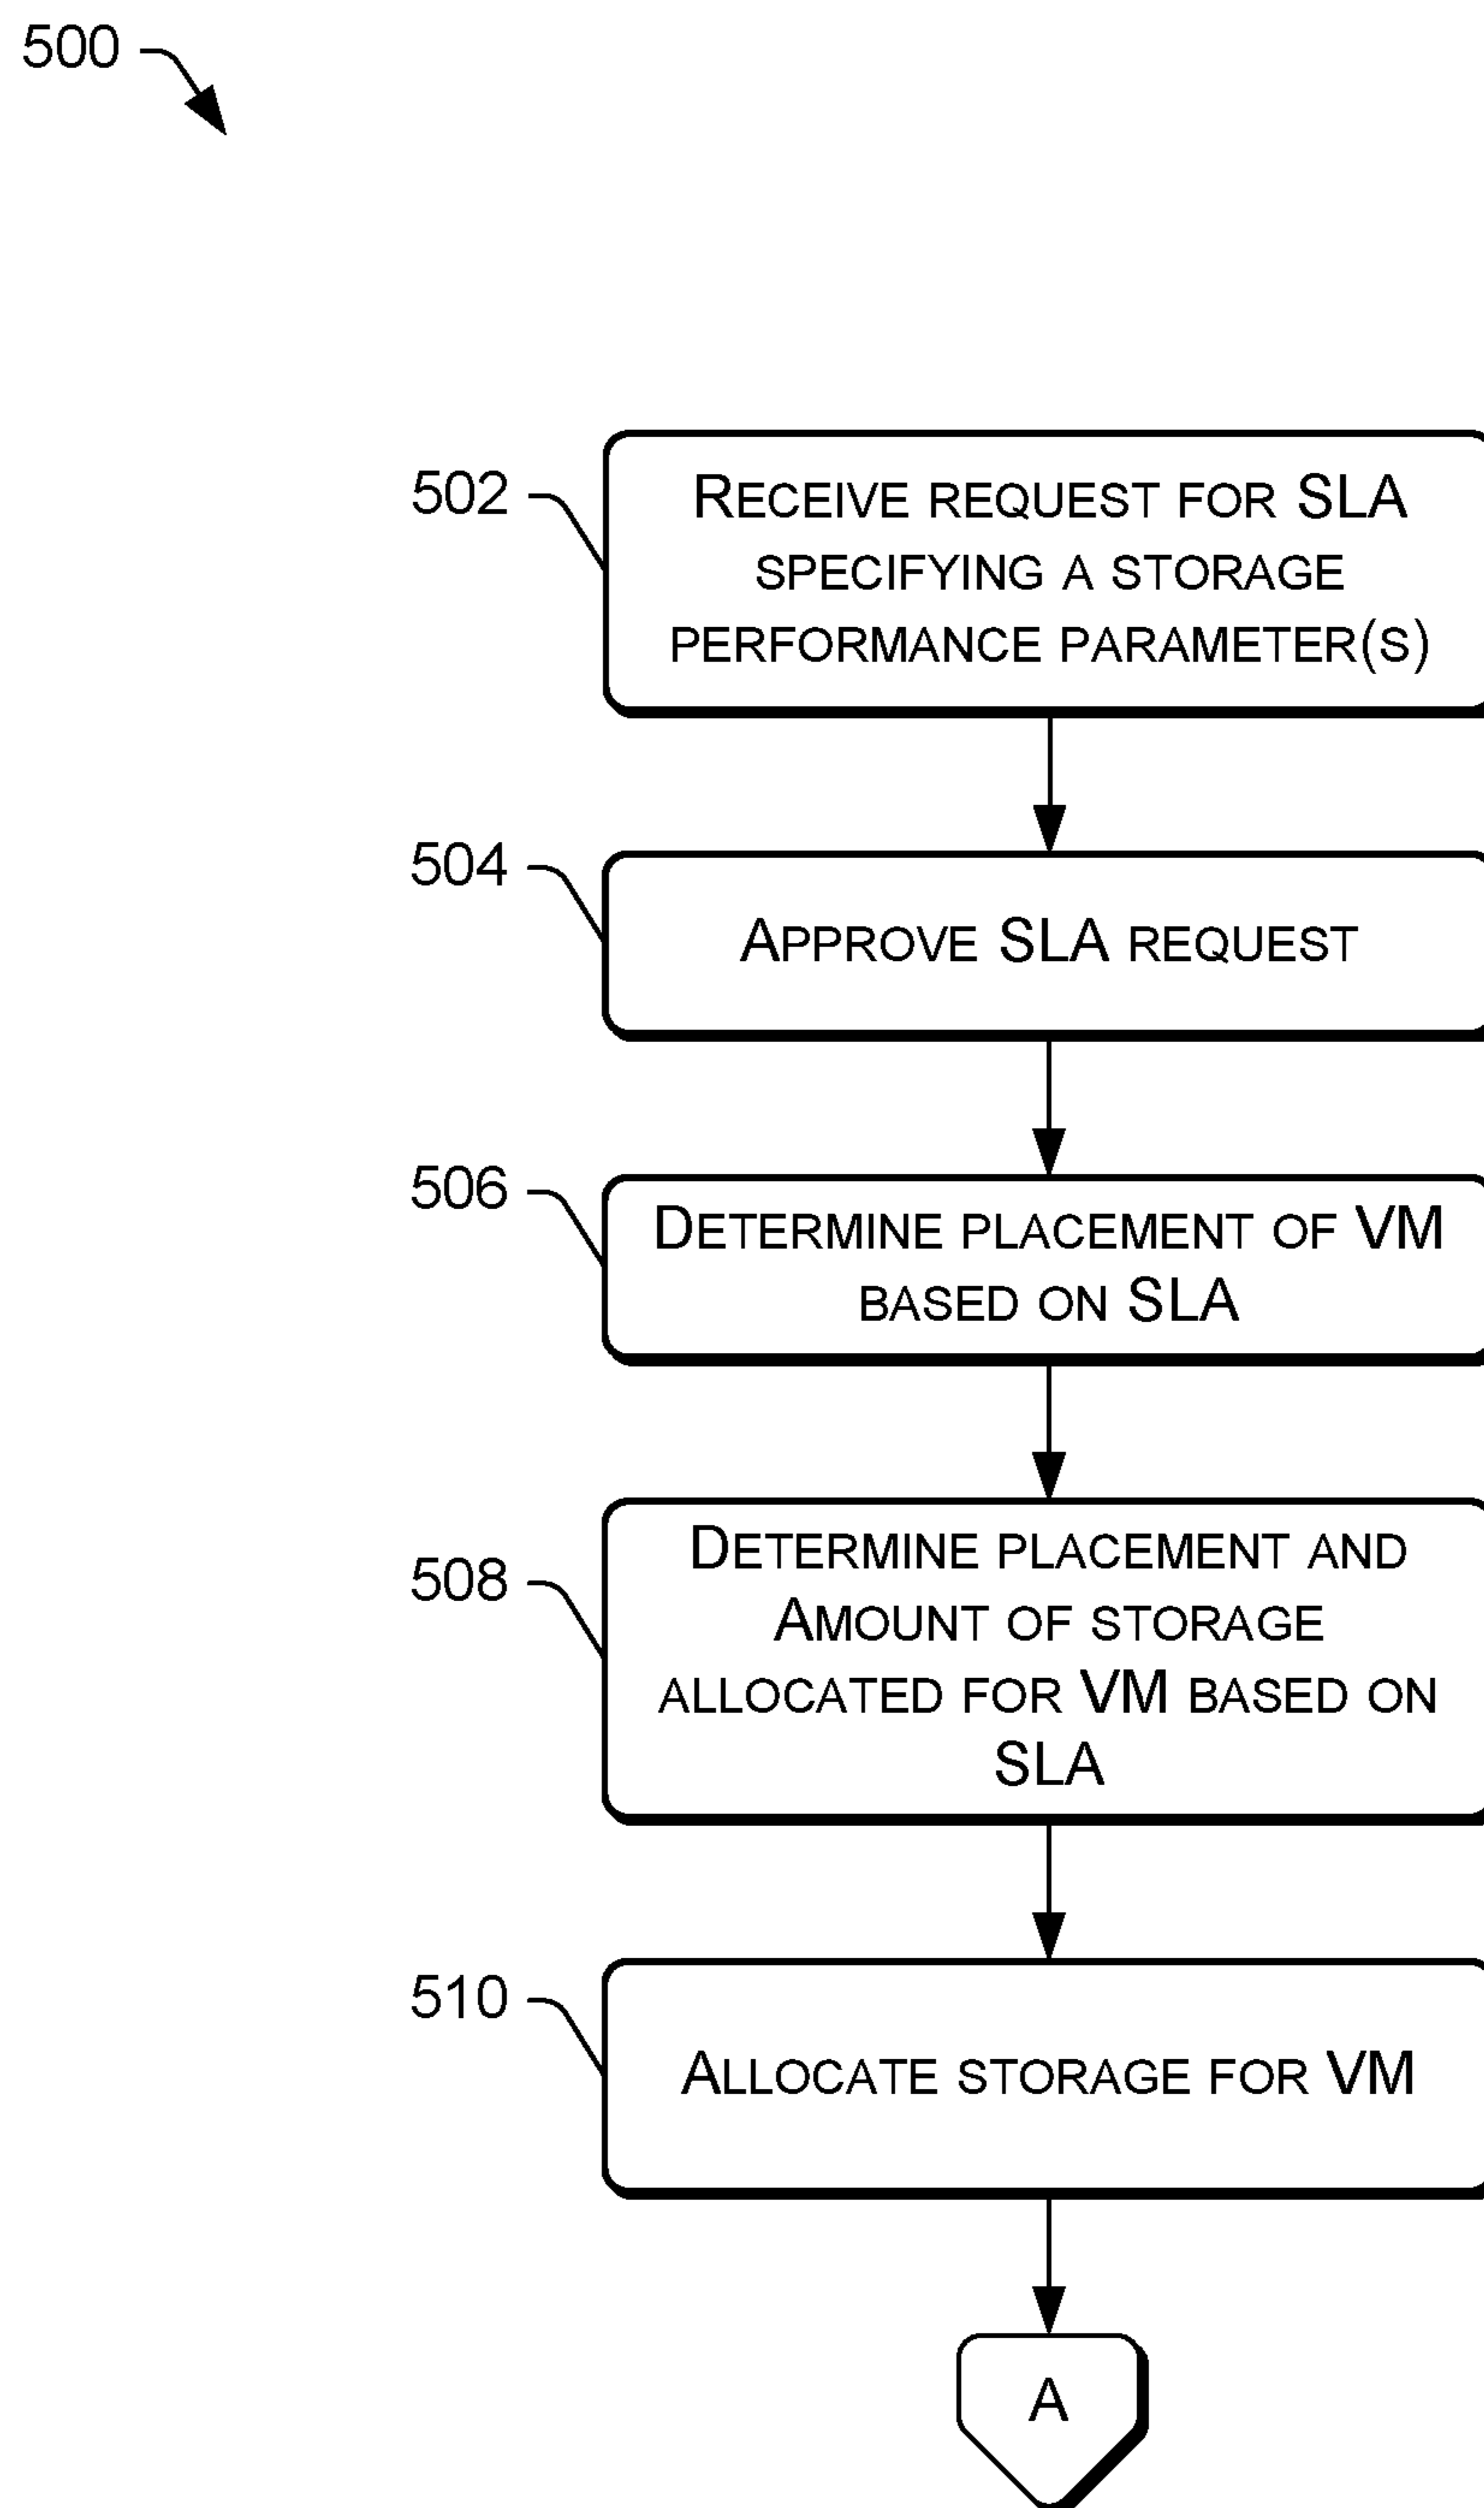 500
502
RECEIVE REQUEST FOR SLA
SPECIFYING A STORAGE
PERFORMANCE PARAMETER(S)
504
APPROVE SLA REQUEST
506
DETERMINE PLACEMENT OF VM
BASED ON SLA
508
DETERMINE PLACEMENT AND
AMOUNT OF STORAGE
ALLOCATED FOR VM BASED ON
SLA
510
ALLOCATE STORAGE FOR VM
A